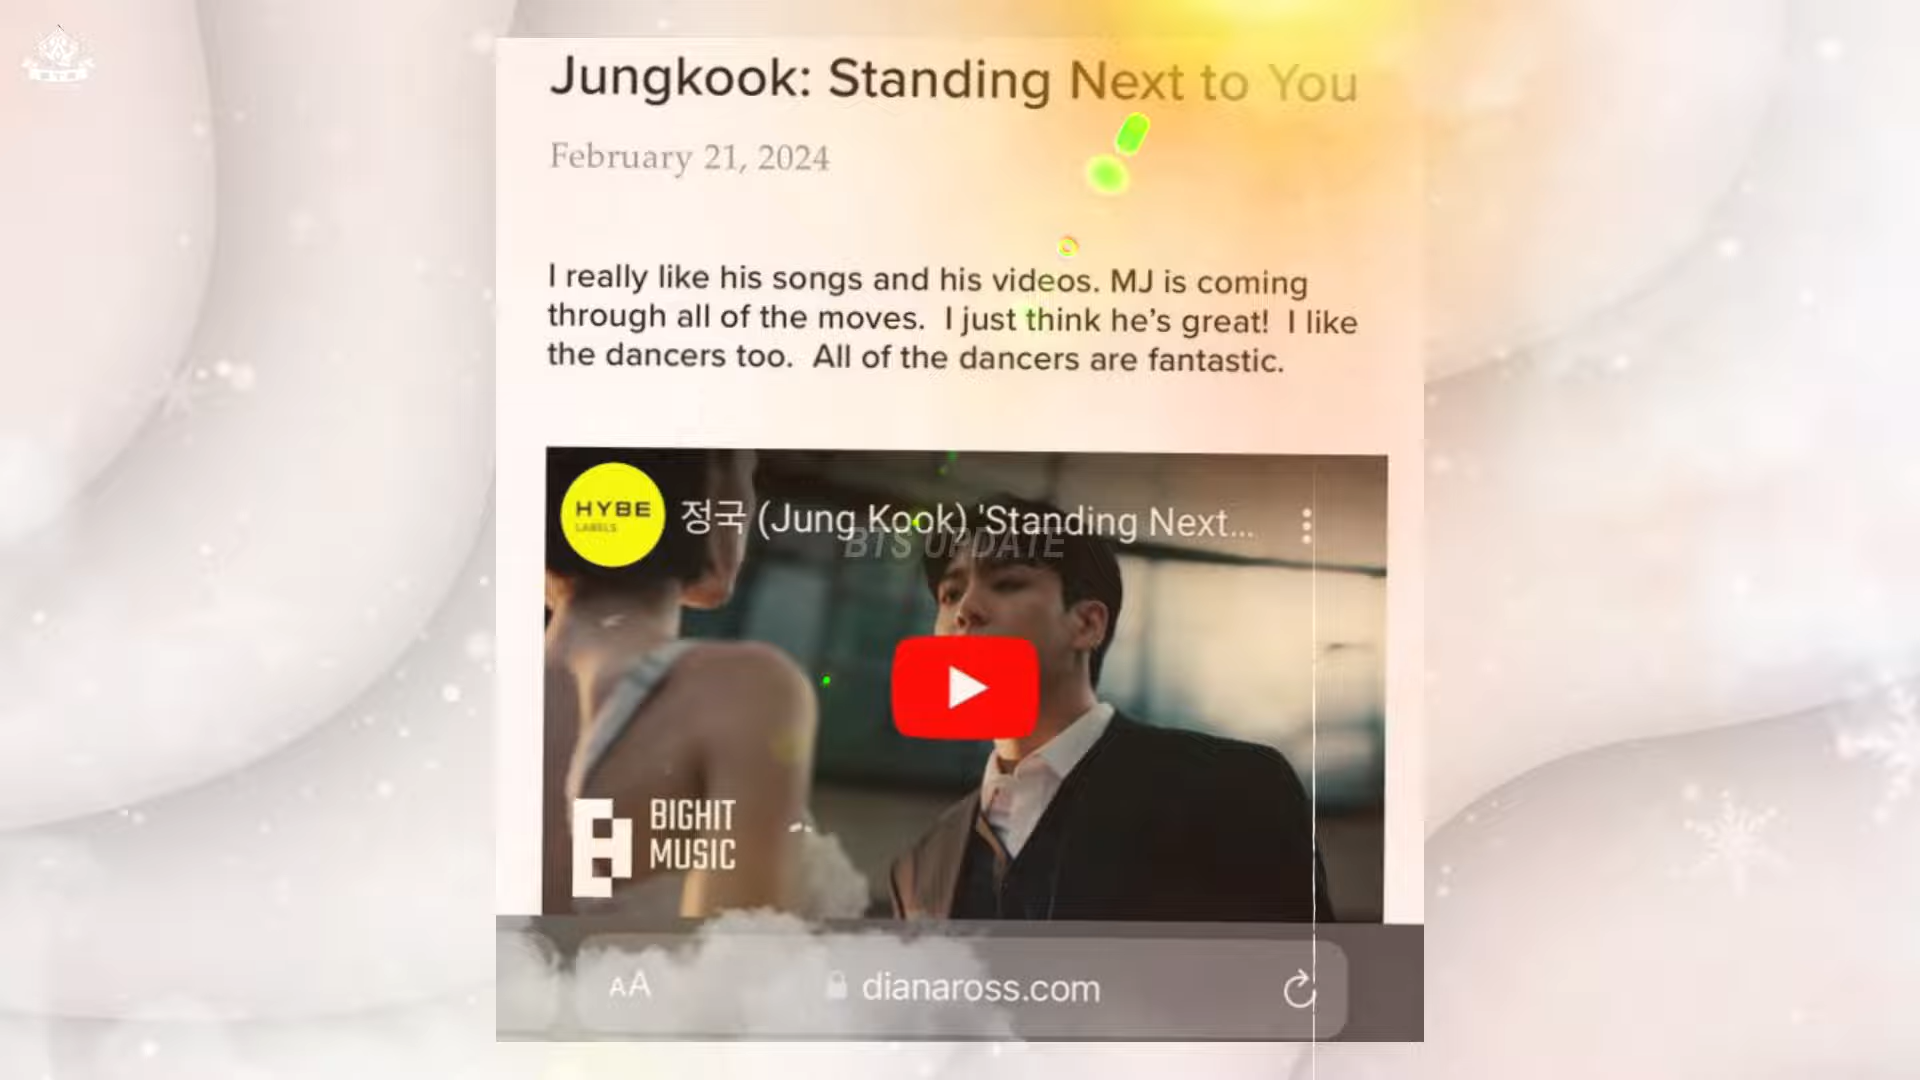 BTS
Jungkook: Standing Next to You
February 21, 2024
I really like his songs and his videos. MJ is coming
through all of the moves. I just think he’s great! I like
the dancers too. All of the dancers are fantastic.
HYBE
LABELS
정국 (Jung Kook) 'Standing Next...
BTS UPDATE
BIGHIT
MUSIC
AA
dianaross.com